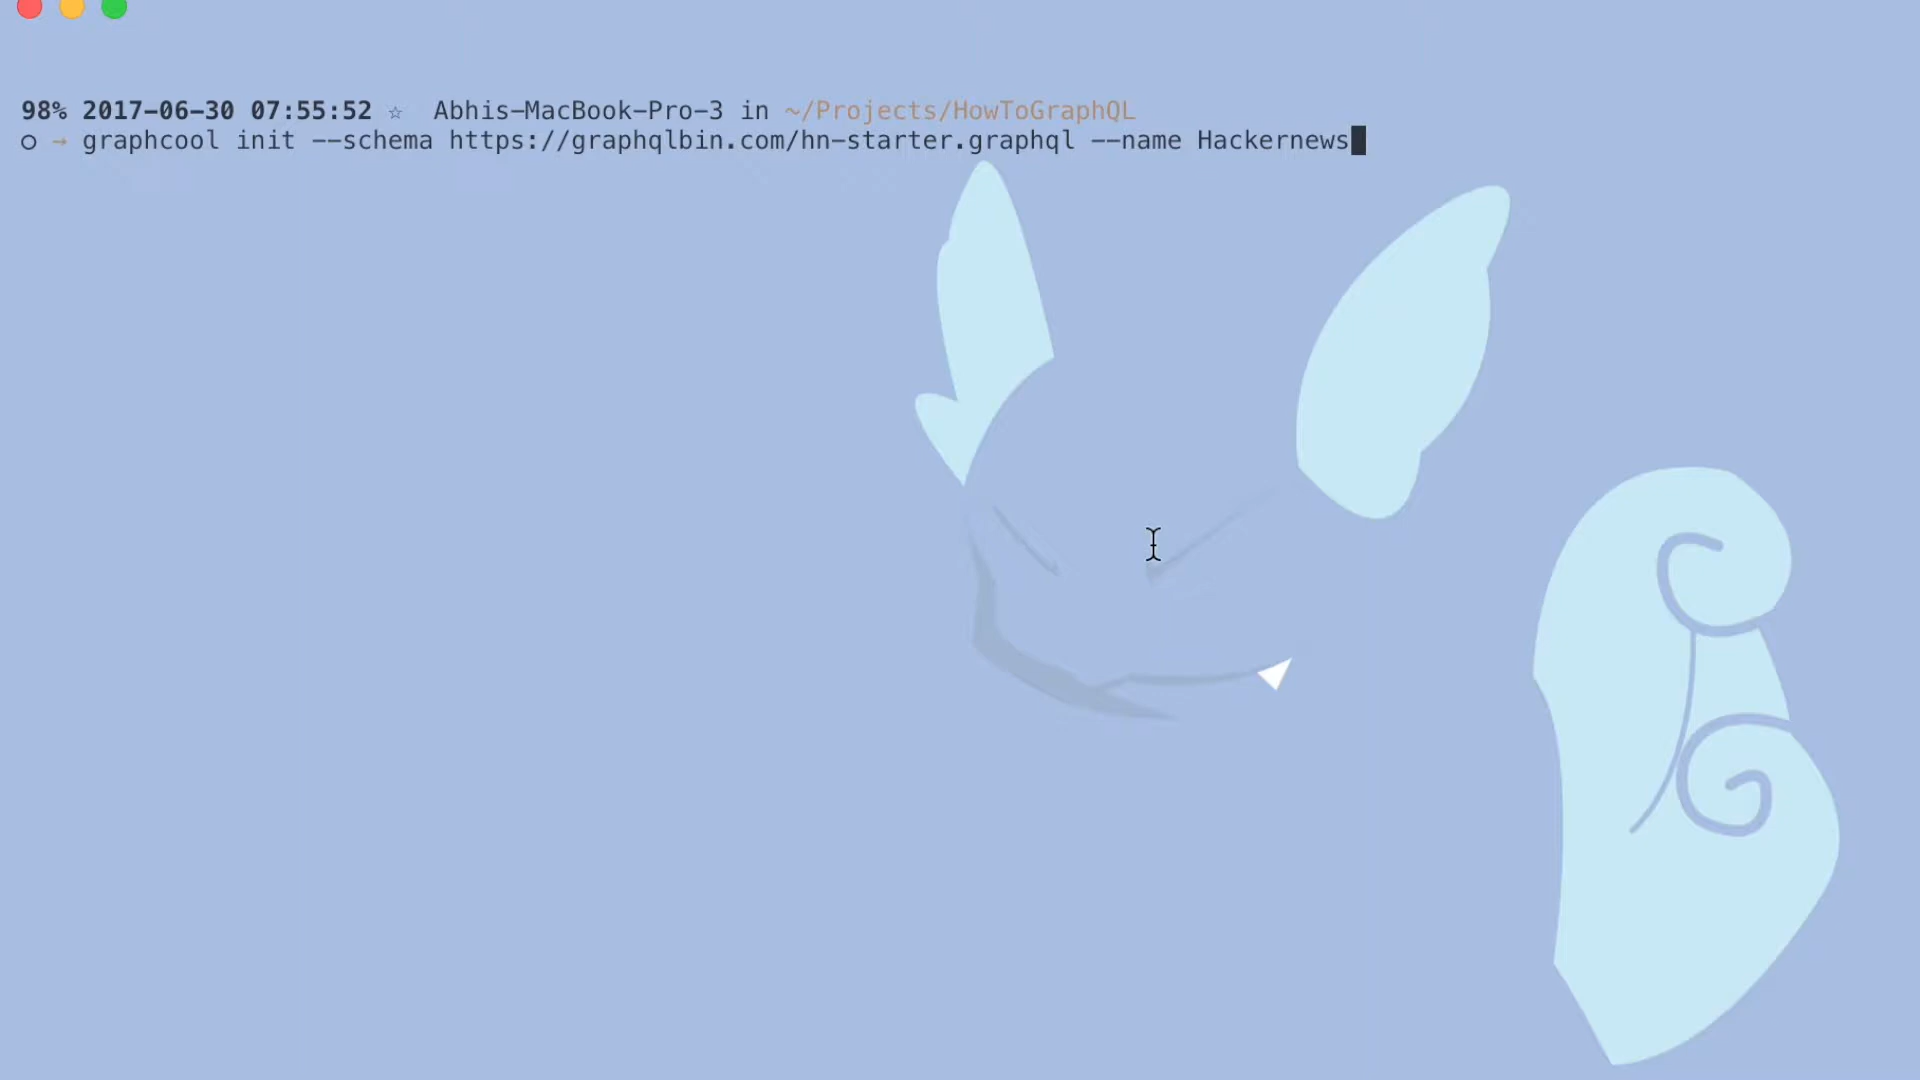 98% 2017-06-30 07:55:52 ☆ Abhis-MacBook-Pro-3 in ~/Projects/HowToGraphQL
○ → graphcool init --schema https://graphqlbin.com/hn-starter.graphql --name Hackernews